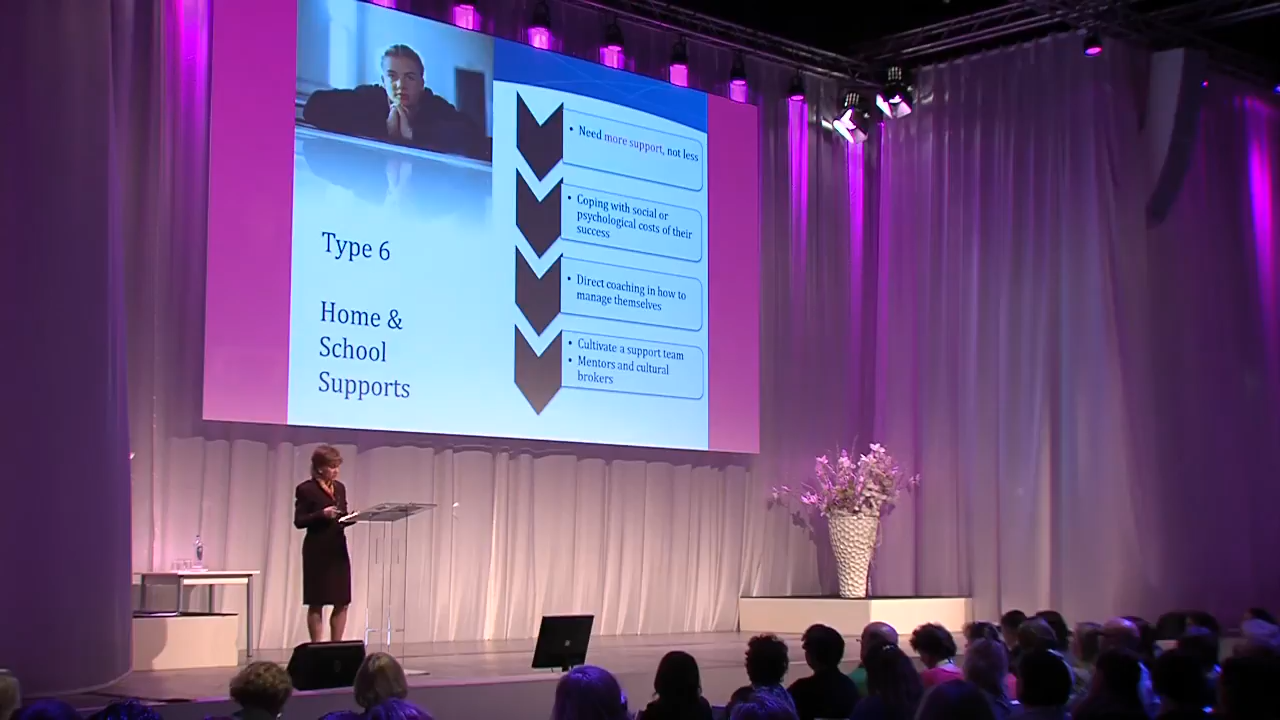 Type 6
Home &
School
Supports
• Need more support, not less
• Coping with social or
psychological costs of their
success
• Direct coaching in how to
manage themselves
• Cultivate a support team
• Mentors and cultural
brokers